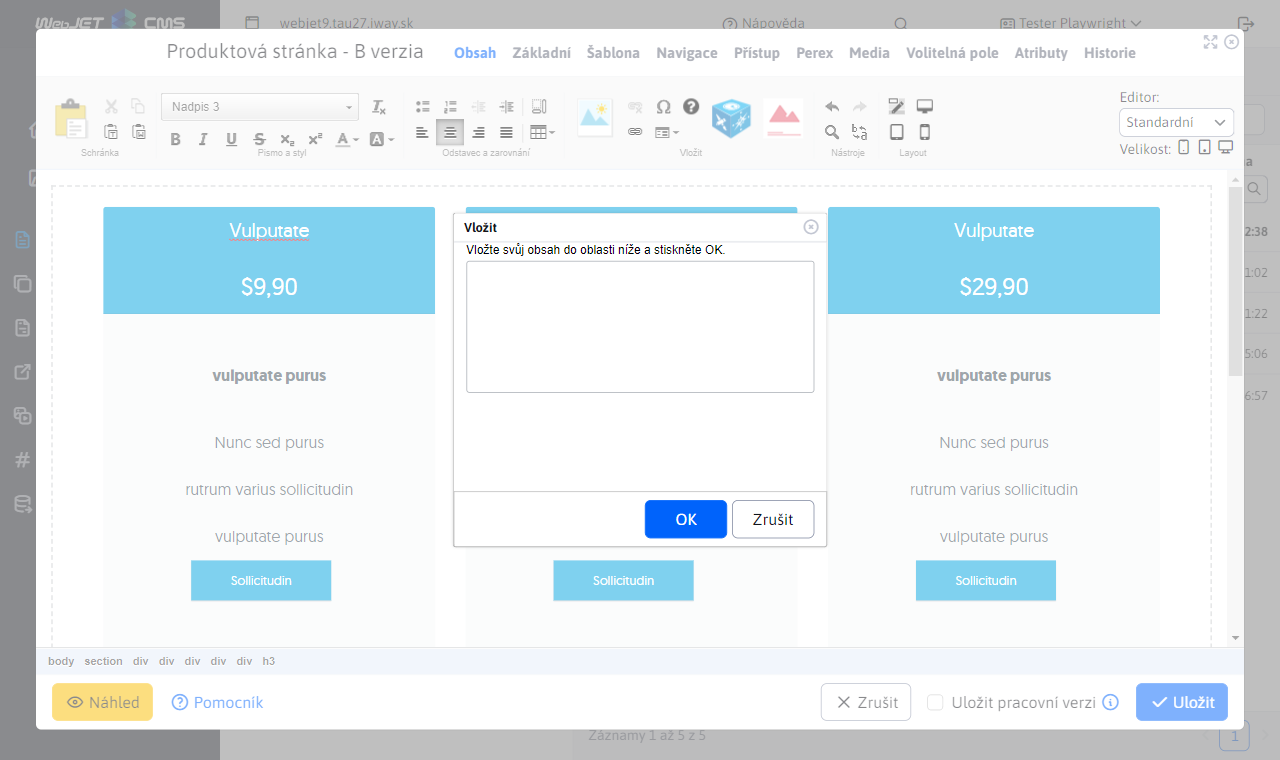 WebJET CMS
webjet9.tau27.iway.sk
Nápověda
Tester Playwright
Produktová stránka - B verzia
Obsah Základní Šablona Navigace Přístup Perex Media Volitelná pole Atributy Historie
Nadpis 3
Schránka
Písmo a styl
Odstavec a zarovnání
Vložit
Nástroje
Layout
Editor:
Standardní
Velikost:
Vulputate
$9,90
vulputate purus
Nunc sed purus
rutrum varius sollicitudin
vulputate purus
Sollicitudin
Vložit
Vložte svůj obsah do oblasti níže a stiskněte OK.
OK
Zrušit
Sollicitudin
Vulputate
$29,90
vulputate purus
Nunc sed purus
rutrum varius sollicitudin
vulputate purus
Sollicitudin
2:38
1:02
1:22
5:06
6:57
body section div div div div div h3
Náhled
Pomocník
Zrušit
Uložit pracovní verzi
Uložit
Záznamy 1 až 5 z 5
1